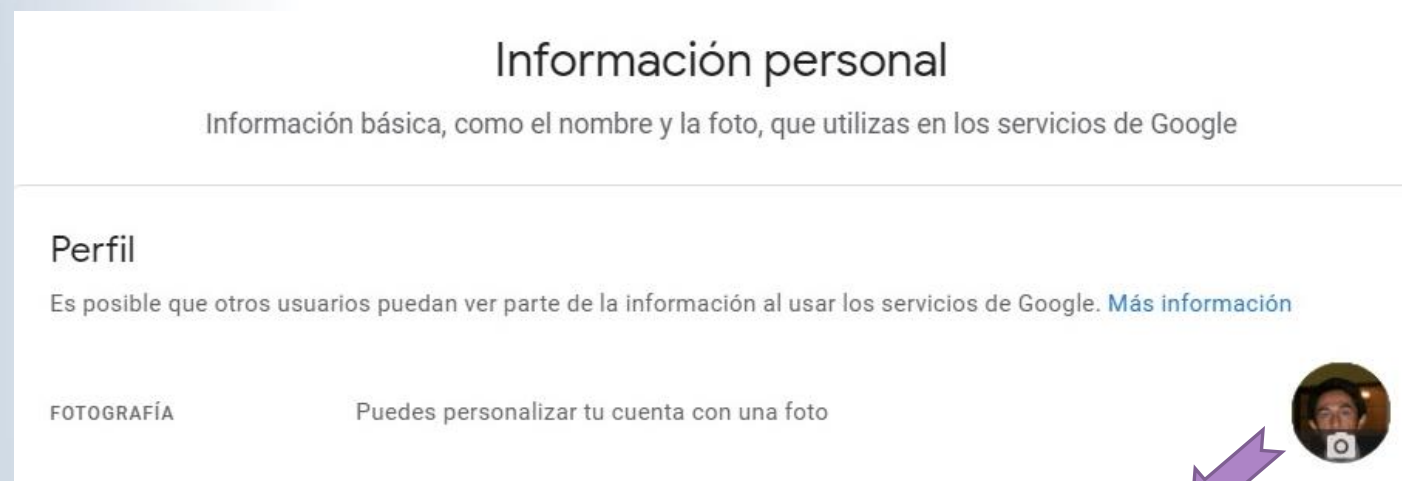 Información personal
Información básica, como el nombre y la foto, que utilizas en los servicios de Google
Perfil
Es posible que otros usuarios puedan ver parte de la información al usar los servicios de Google. Más información
FOTOGRAFÍA Puedes personalizar tu cuenta con una foto